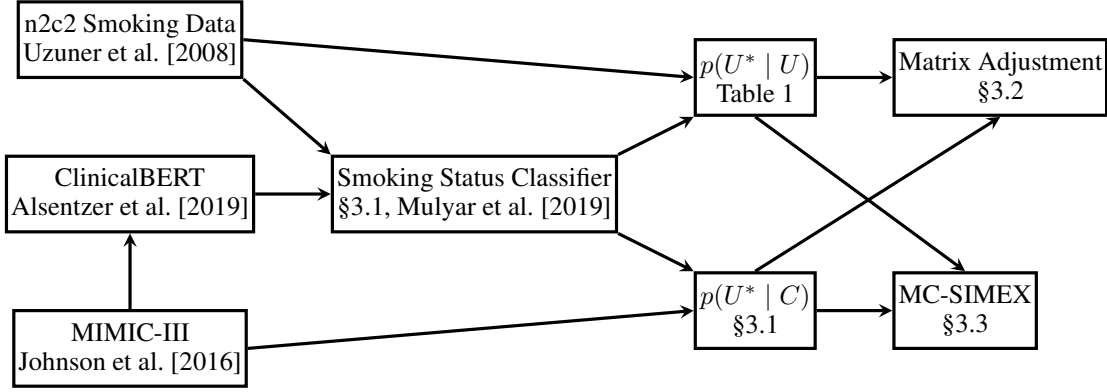 n2c2 Smoking Data
Uzuner et al. [2008]
p(U* | U)
Table 1
Matrix Adjustment
§3.2
ClinicalBERT
Alsentzer et al. [2019]
Smoking Status Classifier
§3.1, Mulyar et al. [2019]
MIMIC-III
Johnson et al. [2016]
p(U* | C)
§3.1
MC-SIMEX
§3.3